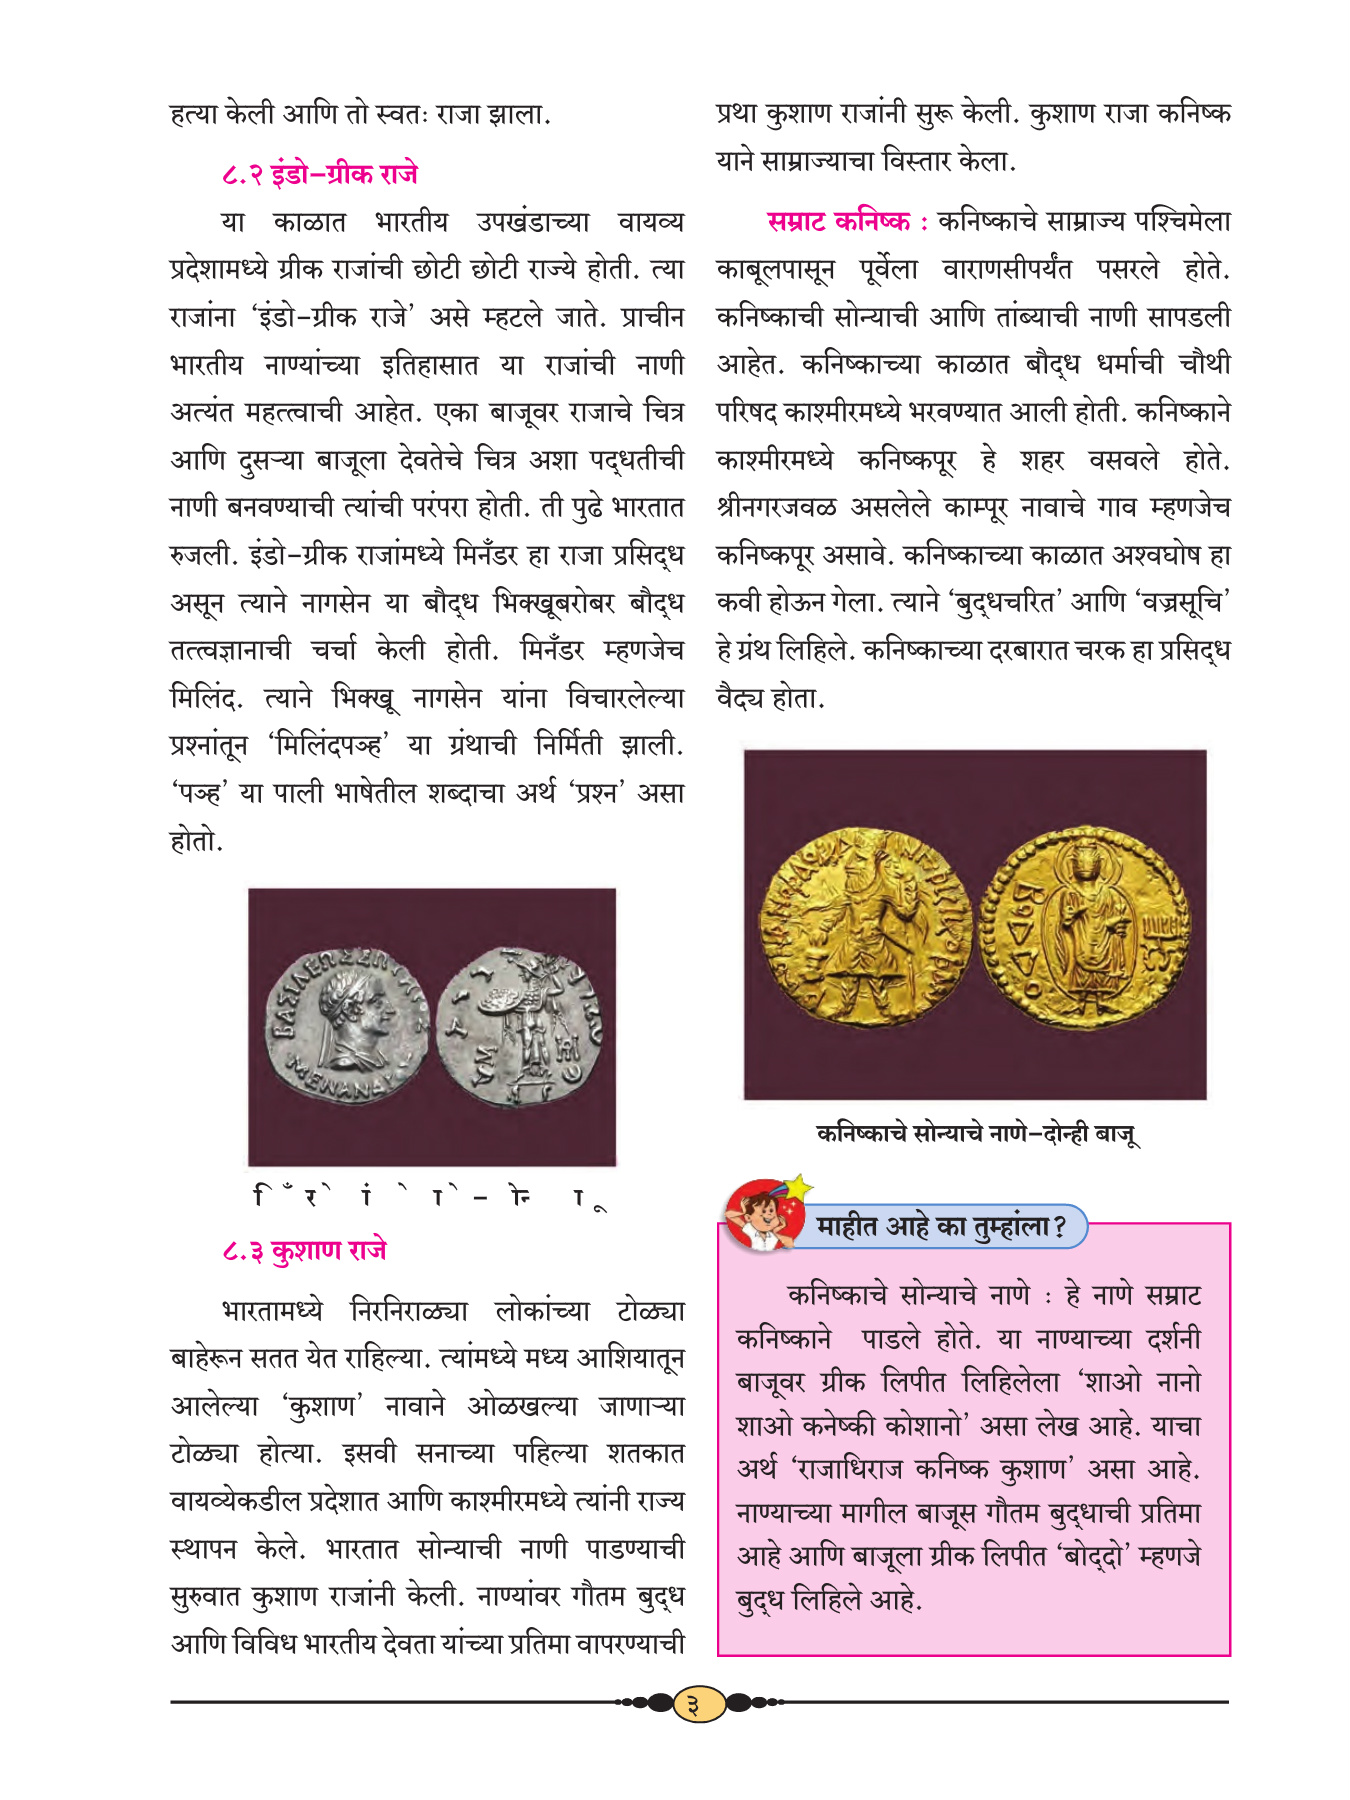 हत्या केली आणि तो स्वतः राजा झाला.
८.२ इंडो-ग्रीक राजे
या काळात भारतीय उपखंडाच्या वायव्य
प्रदेशामध्ये ग्रीक राजांची छोटी छोटी राज्ये होती. त्या
राजांना ‘इंडो-ग्रीक राजे’ असे म्हटले जाते. प्राचीन
भारतीय नाण्यांच्या इतिहासात या राजांची नाणी
अत्यंत महत्त्वाची आहेत. एका बाजूवर राजाचे चित्र
आणि दुसऱ्या बाजूला देवतेचे चित्र अशा पद्धतीची
नाणी बनवण्याची त्यांची परंपरा होती. ती पुढे भारतात
रुजली. इंडो-ग्रीक राजांमध्ये मिनँडर हा राजा प्रसिद्ध
असून त्याने नागसेन या बौद्ध भिक्खूबरोबर बौद्ध
तत्त्वज्ञानाची चर्चा केली होती. मिनँडर म्हणजेच
मिलिंद. त्याने भिक्खू नागसेन यांना विचारलेल्या
प्रश्नांतून ‘मिलिंदपञ्ह’ या ग्रंथाची निर्मिती झाली.
‘पञ्ह’ या पाली भाषेतील शब्दाचा अर्थ ‘प्रश्न’ असा
होतो.
ΒΑΣΙΛΕΩΣ
ΜΕΝΑΝΔΡ
८.३ कुशाण राजे
भारतामध्ये निरनिराळ्या लोकांच्या टोळ्या
बाहेरून सतत येत राहिल्या. त्यांमध्ये मध्य आशियातून
आलेल्या ‘कुशाण’ नावाने ओळखल्या जाणाऱ्या
टोळ्या होत्या. इसवी सनाच्या पहिल्या शतकात
वायव्येकडील प्रदेशात आणि काश्मीरमध्ये त्यांनी राज्य
स्थापन केले. भारतात सोन्याची नाणी पाडण्याची
सुरुवात कुशाण राजांनी केली. नाण्यांवर गौतम बुद्ध
आणि विविध भारतीय देवता यांच्या प्रतिमा वापरण्याची
प्रथा कुशाण राजांनी सुरू केली. कुशाण राजा कनिष्क
याने साम्राज्याचा विस्तार केला.
सम्राट कनिष्क : कनिष्काचे साम्राज्य पश्चिमेला
काबूलपासून पूर्वेला वाराणसीपर्यंत पसरले होते.
कनिष्काची सोन्याची आणि तांब्याची नाणी सापडली
आहेत. कनिष्काच्या काळात बौद्ध धर्माची चौथी
परिषद काश्मीरमध्ये भरवण्यात आली होती. कनिष्काने
काश्मीरमध्ये कनिष्कपूर हे शहर वसवले होते.
श्रीनगरजवळ असलेले काम्पूर नावाचे गाव म्हणजेच
कनिष्कपूर असावे. कनिष्काच्या काळात अश्वघोष हा
कवी होऊन गेला. त्याने ‘बुद्धचरित’ आणि ‘वज्रसूचि’
हे ग्रंथ लिहिले. कनिष्काच्या दरबारात चरक हा प्रसिद्ध
वैद्य होता.
कनिष्काचे सोन्याचे नाणे-दोन्ही बाजू
माहीत आहे का तुम्हांला?
कनिष्काचे सोन्याचे नाणे : हे नाणे सम्राट
कनिष्काने पाडले होते. या नाण्याच्या दर्शनी
बाजूवर ग्रीक लिपीत लिहिलेला ‘शाओ नानो
शाओ कनेष्की कोशानो’ असा लेख आहे. याचा
अर्थ ‘राजाधिराज कनिष्क कुशाण’ असा आहे.
नाण्याच्या मागील बाजूस गौतम बुद्धाची प्रतिमा
आहे आणि बाजूला ग्रीक लिपीत ‘बोद्दो’ म्हणजे
बुद्ध लिहिले आहे.
३